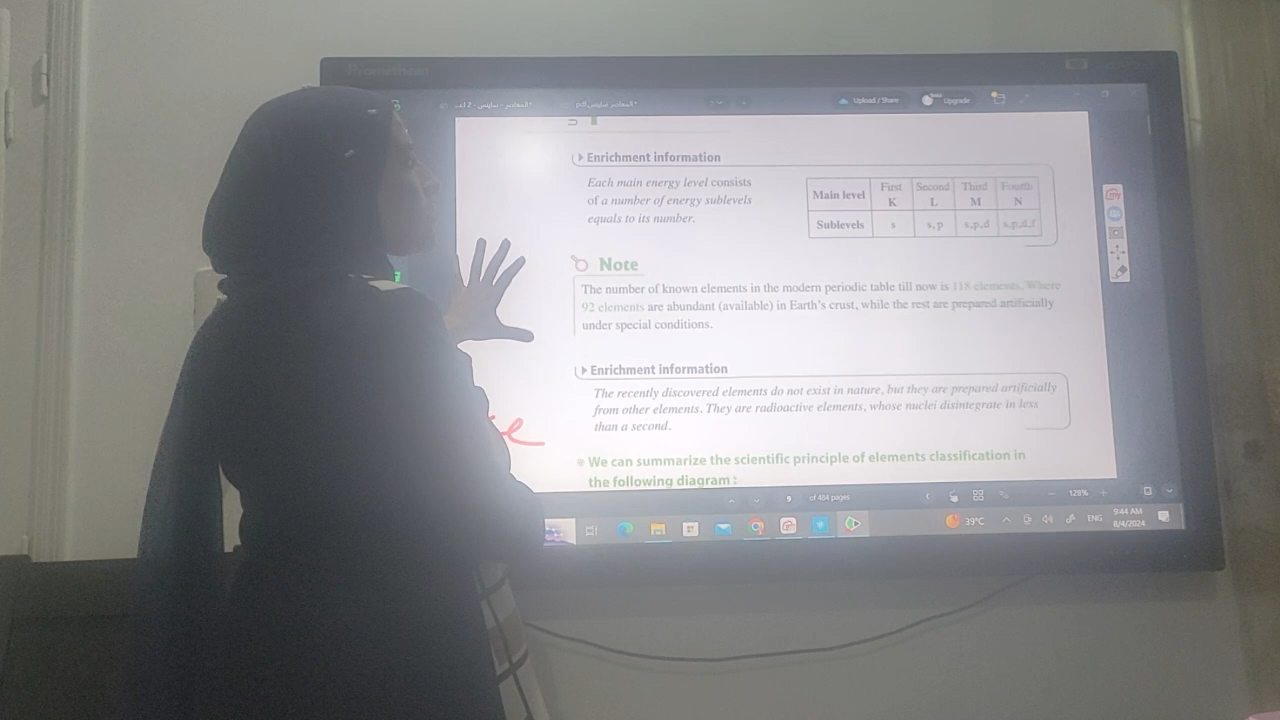 Promethean
Upload / Share
Upgrade
Enrichment information
Each main energy level consists
of a number of energy sublevels
equals to its number.
Main level First K Second L Third M Fourth N
Sublevels s s,p s,p,d s,p,d,f
Note
The number of known elements in the modern periodic table till now is 118 elements, Where
92 elements are abundant (available) in Earth's crust, while the rest are prepared artificially
under special conditions.
Enrichment information
The recently discovered elements do not exist in nature, but they are prepared artificially
from other elements. They are radioactive elements, whose nuclei disintegrate in less
than a second.
We can summarize the scientific principle of elements classification in
the following diagram :
9 of 484 pages
128%
39°C
ENG
9:44 AM
8/4/2024